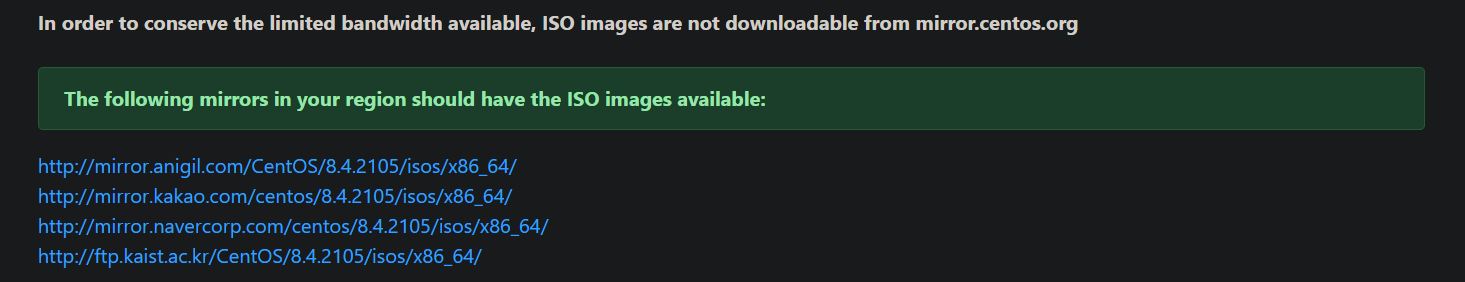 In order to conserve the limited bandwidth available, ISO images are not downloadable from mirror.centos.org
The following mirrors in your region should have the ISO images available:
http://mirror.anigil.com/CentOS/8.4.2105/isos/x86_64/
http://mirror.kakao.com/centos/8.4.2105/isos/x86_64/
http://mirror.navercorp.com/centos/8.4.2105/isos/x86_64/
http://ftp.kaist.ac.kr/CentOS/8.4.2105/isos/x86_64/